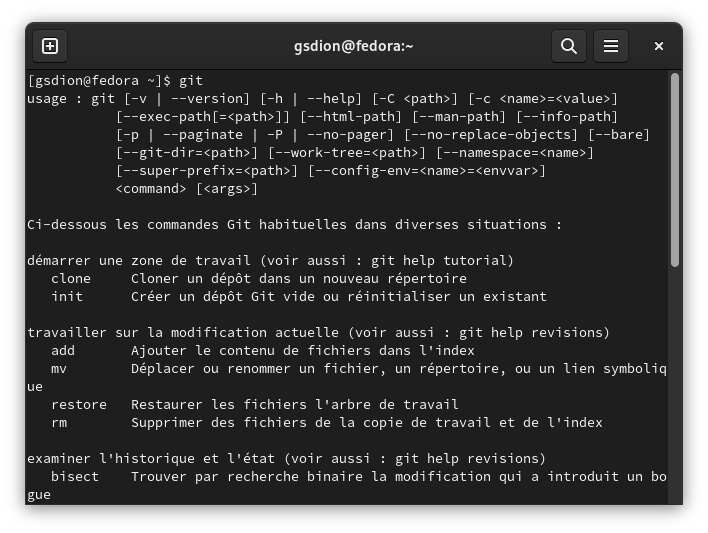 gsdion@fedora:~
[gsdion@fedora ~]$ git
usage : git [-v | --version] [-h | --help] [-C <path>] [-c <name>=<value>]
           [--exec-path[=<path>]] [--html-path] [--man-path] [--info-path]
           [-p | --paginate | -P | --no-pager] [--no-replace-objects] [--bare]
           [--git-dir=<path>] [--work-tree=<path>] [--namespace=<name>]
           [--super-prefix=<path>] [--config-env=<name>=<envvar>]
           <command> [<args>]

Ci-dessous les commandes Git habituelles dans diverses situations :

démarrer une zone de travail (voir aussi : git help tutorial)
   clone     Cloner un dépôt dans un nouveau répertoire
   init      Créer un dépôt Git vide ou réinitialiser un existant

travailler sur la modification actuelle (voir aussi : git help revisions)
   add       Ajouter le contenu de fichiers dans l'index
   mv        Déplacer ou renommer un fichier, un répertoire, ou un lien symboliq
ue
   restore   Restaurer les fichiers l'arbre de travail
   rm        Supprimer des fichiers de la copie de travail et de l'index

examiner l'historique et l'état (voir aussi : git help revisions)
   bisect    Trouver par recherche binaire la modification qui a introduit un bo
gue